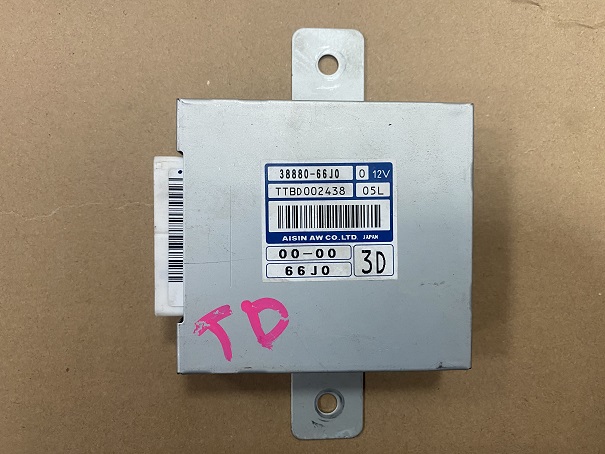 38880-66J0 0 12V
TTBD002438 05L
AISIN AW CO.,LTD. JAPAN
00-00
66J0 3D
TD